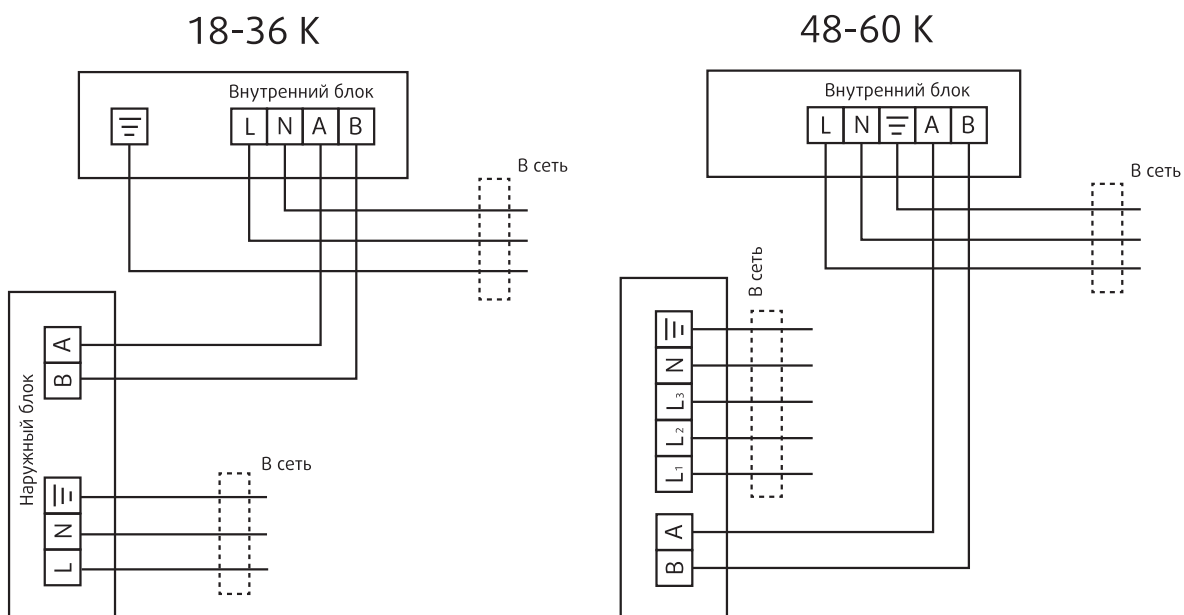 18-36 K
Внутренний блок
L N A B
В сеть
Наружный блок
A
B
В сеть
N
L
48-60 K
Внутренний блок
L N A B
В сеть
В сеть
N
L3
L2
L1
A
B